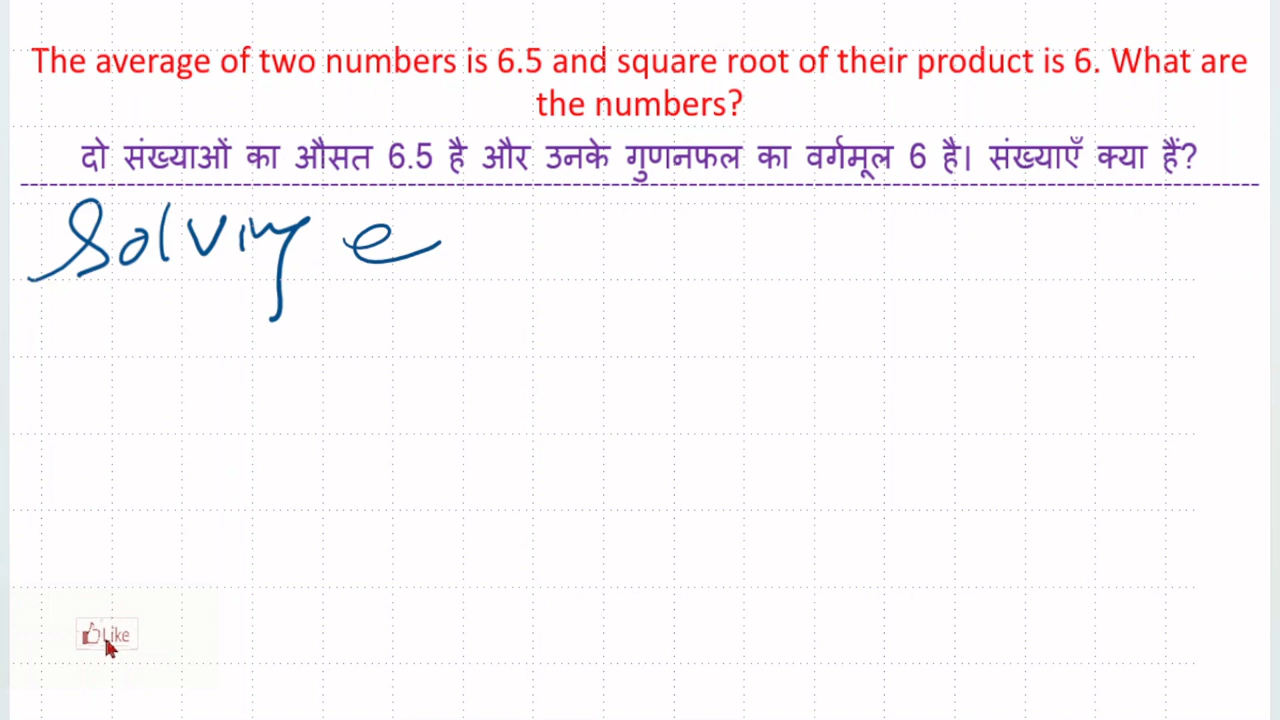 The average of two numbers is 6.5 and square root of their product is 6. What are
the numbers?
दो संख्याओं का औसत 6.5 है और उनके गुणनफल का वर्गमूल 6 है। संख्याएँ क्या हैं?
Solving e
Like